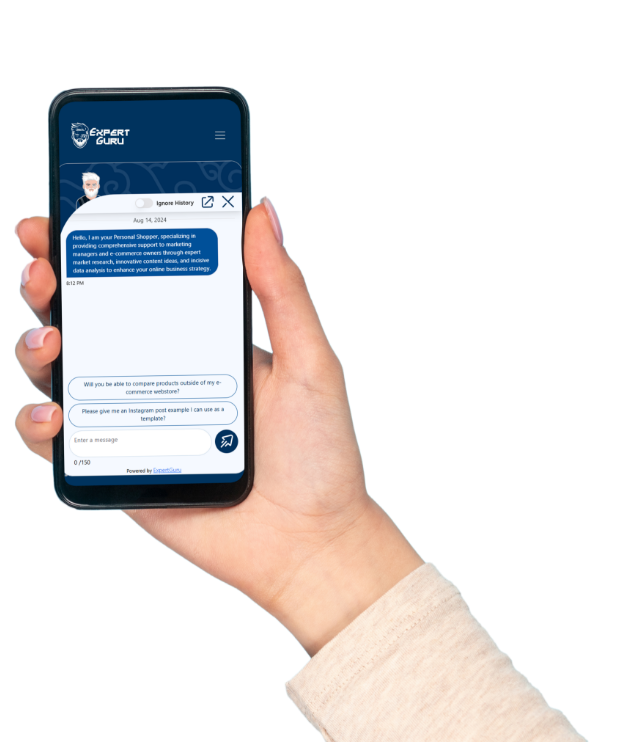 EXPERT
GURU
Ignore History
Aug 14, 2024
Hello, I am your Personal Shopper, specializing in
providing comprehensive support to marketing
managers and e-commerce owners through expert
market research, innovative content ideas, and incisive
data analysis to enhance your online business strategy.
8:12 PM
Will you be able to compare products outside of my e-
commerce webstore?
Please give me an Instagram post example I can use as a
template?
Enter a message
0 /150
Powered by ExpertGuru